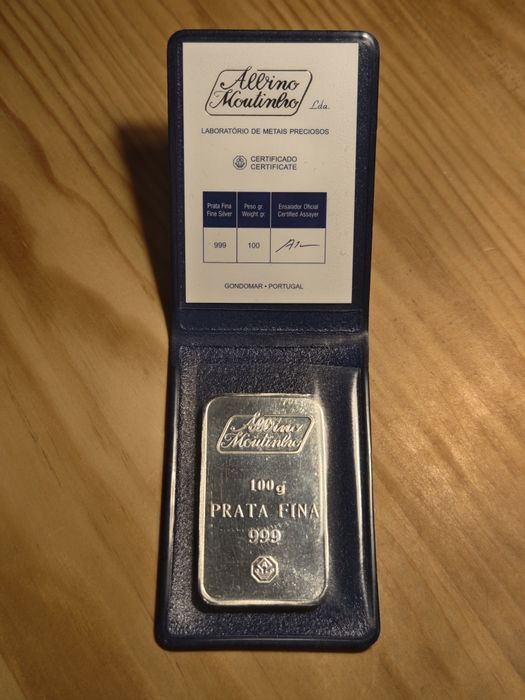 Albino
Moutinho
Lda.
LABORATÓRIO DE METAIS PRECIOSOS
CERTIFICADO
CERTIFICATE
Prata Fina
Fine Silver
Peso gr.
Weight gr.
Ensaiador Oficial
Certified Assayer
999
100
GONDOMAR • PORTUGAL
Albino
Moutinho
100g
PRATA FINA
999